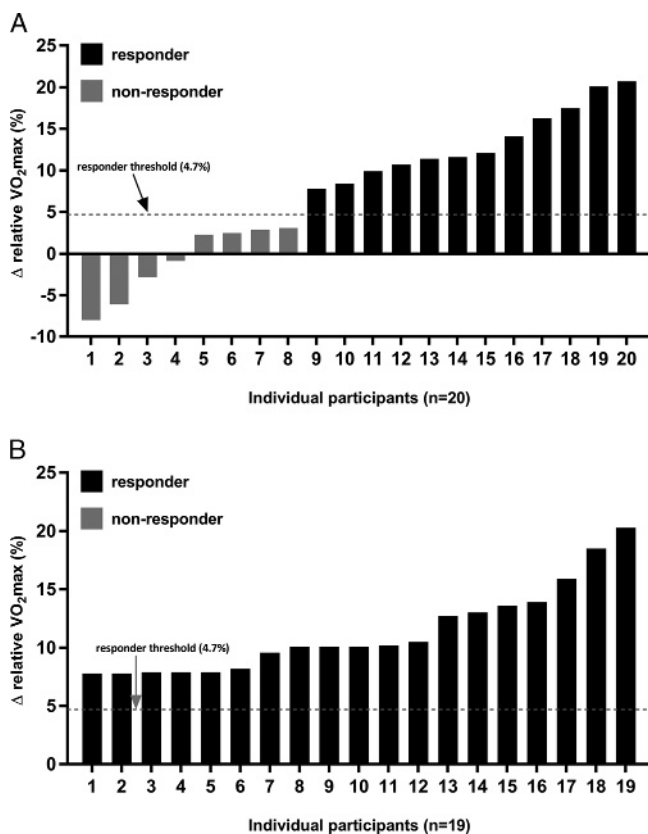 A
25
20
15
10
5
0
-5
-10
Δ relative VO₂max (%)
responder
non-responder
responder threshold (4.7%)
1 2 3 4 5 6 7 8 9 10 11 12 13 14 15 16 17 18 19 20
Individual participants (n=20)
B
25
20
15
10
5
0
Δ relative VO₂max (%)
responder
non-responder
responder threshold (4.7%)
1 2 3 4 5 6 7 8 9 10 11 12 13 14 15 16 17 18 19
Individual participants (n=19)